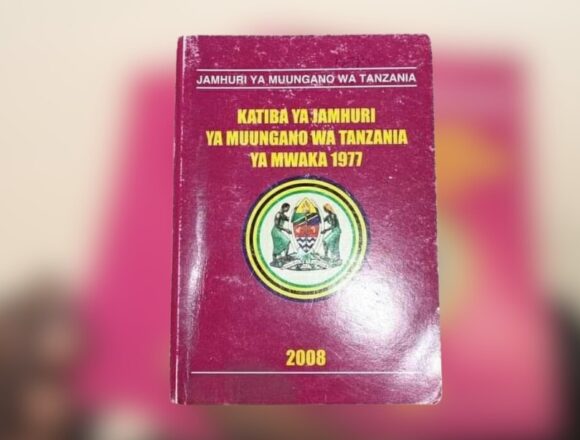 JAMHURI YA MUUNGANO WA TANZANIA
KATIBA YA JAMHURI
YA MUUNGANO WA TANZANIA
YA MWAKA 1977
2008